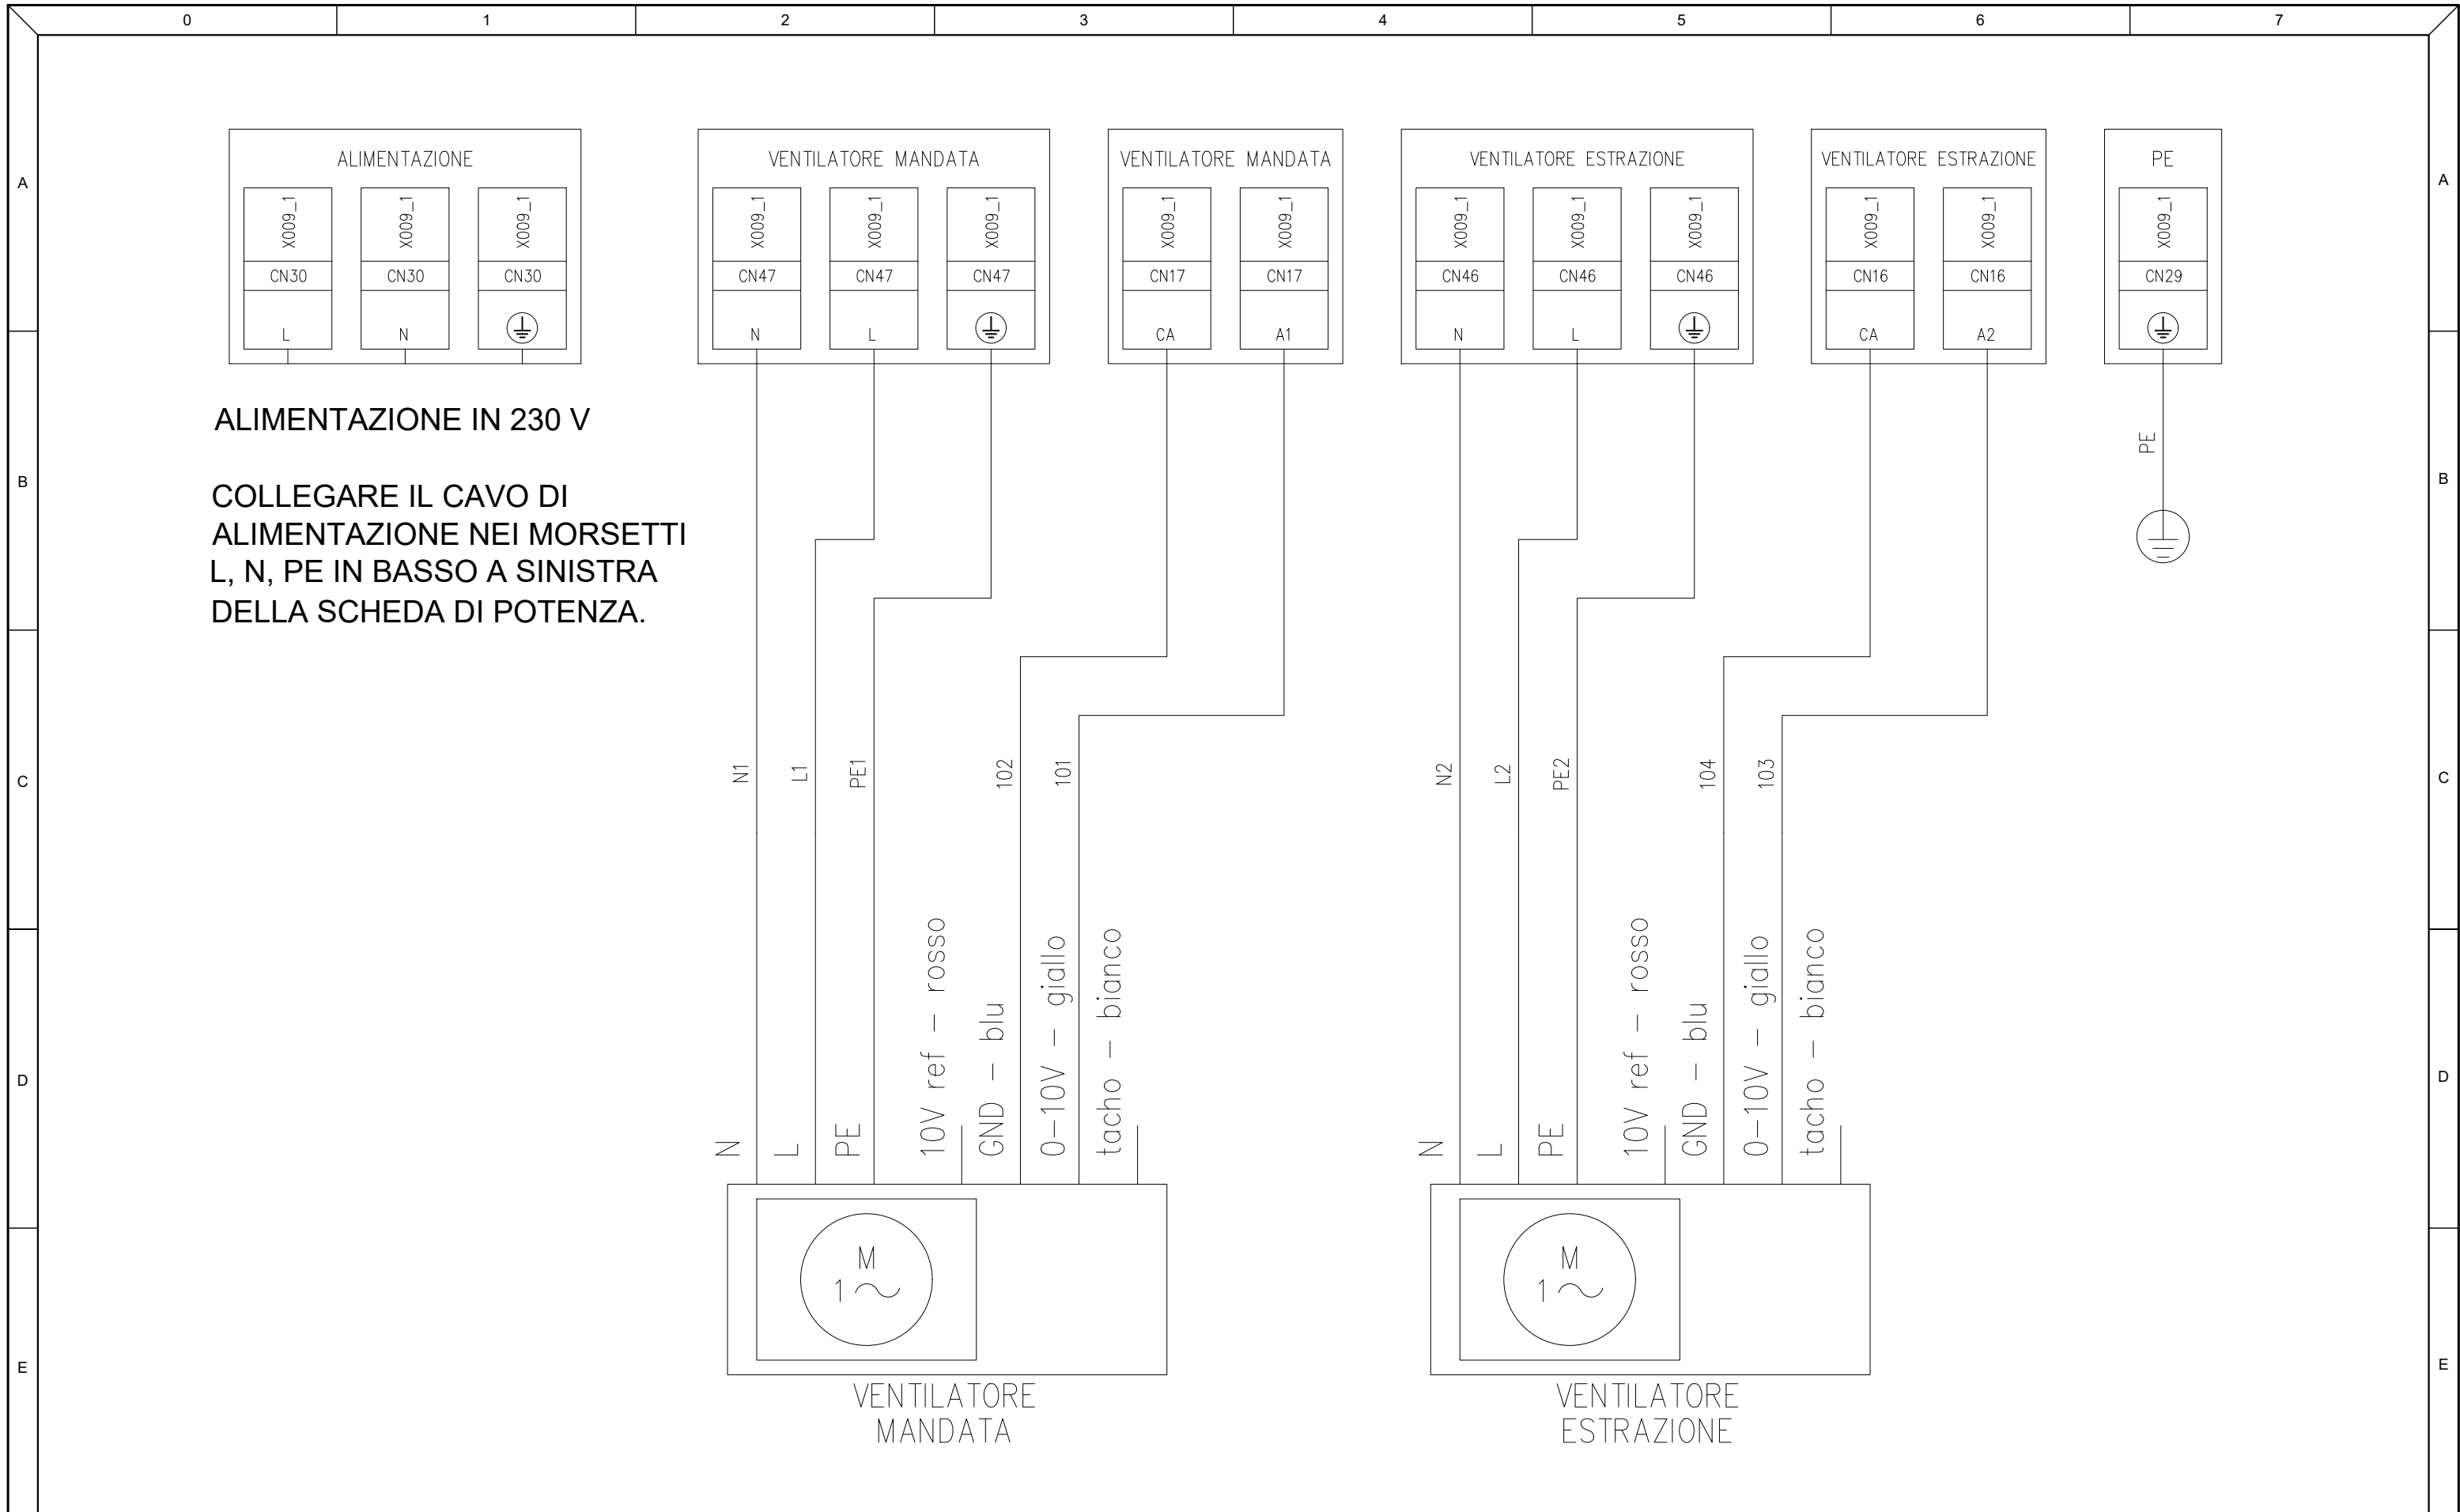 0 1 2 3 4 5 6 7
ALIMENTAZIONE VENTILATORE MANDATA VENTILATORE MANDATA VENTILATORE ESTRAZIONE VENTILATORE ESTRAZIONE PE
A A
X009_1 X009_1 X009_1 X009_1 X009_1 X009_1 X009_1 X009_1 X009_1 X009_1 X009_1 X009_1 X009_1 X009_1
CN30 CN30 CN30 CN47 CN47 CN47 CN17 CN17 CN46 CN46 CN46 CN16 CN16 CN29
L N N L CA A1 N L CA A2
ALIMENTAZIONE IN 230 V
PE
B B
COLLEGARE IL CAVO DI
ALIMENTAZIONE NEI MORSETTI
L, N, PE IN BASSO A SINISTRA
DELLA SCHEDA DI POTENZA.
C C
N1 L1 PE1 102 101 N2 L2 PE2 104 103
D D
N L PE 10V ref - rosso GND - blu 0-10V - giallo tacho - bianco
N L PE 10V ref - rosso GND - blu 0-10V - giallo tacho - bianco
M M
1 1
E E
VENTILATORE
MANDATA
VENTILATORE
ESTRAZIONE